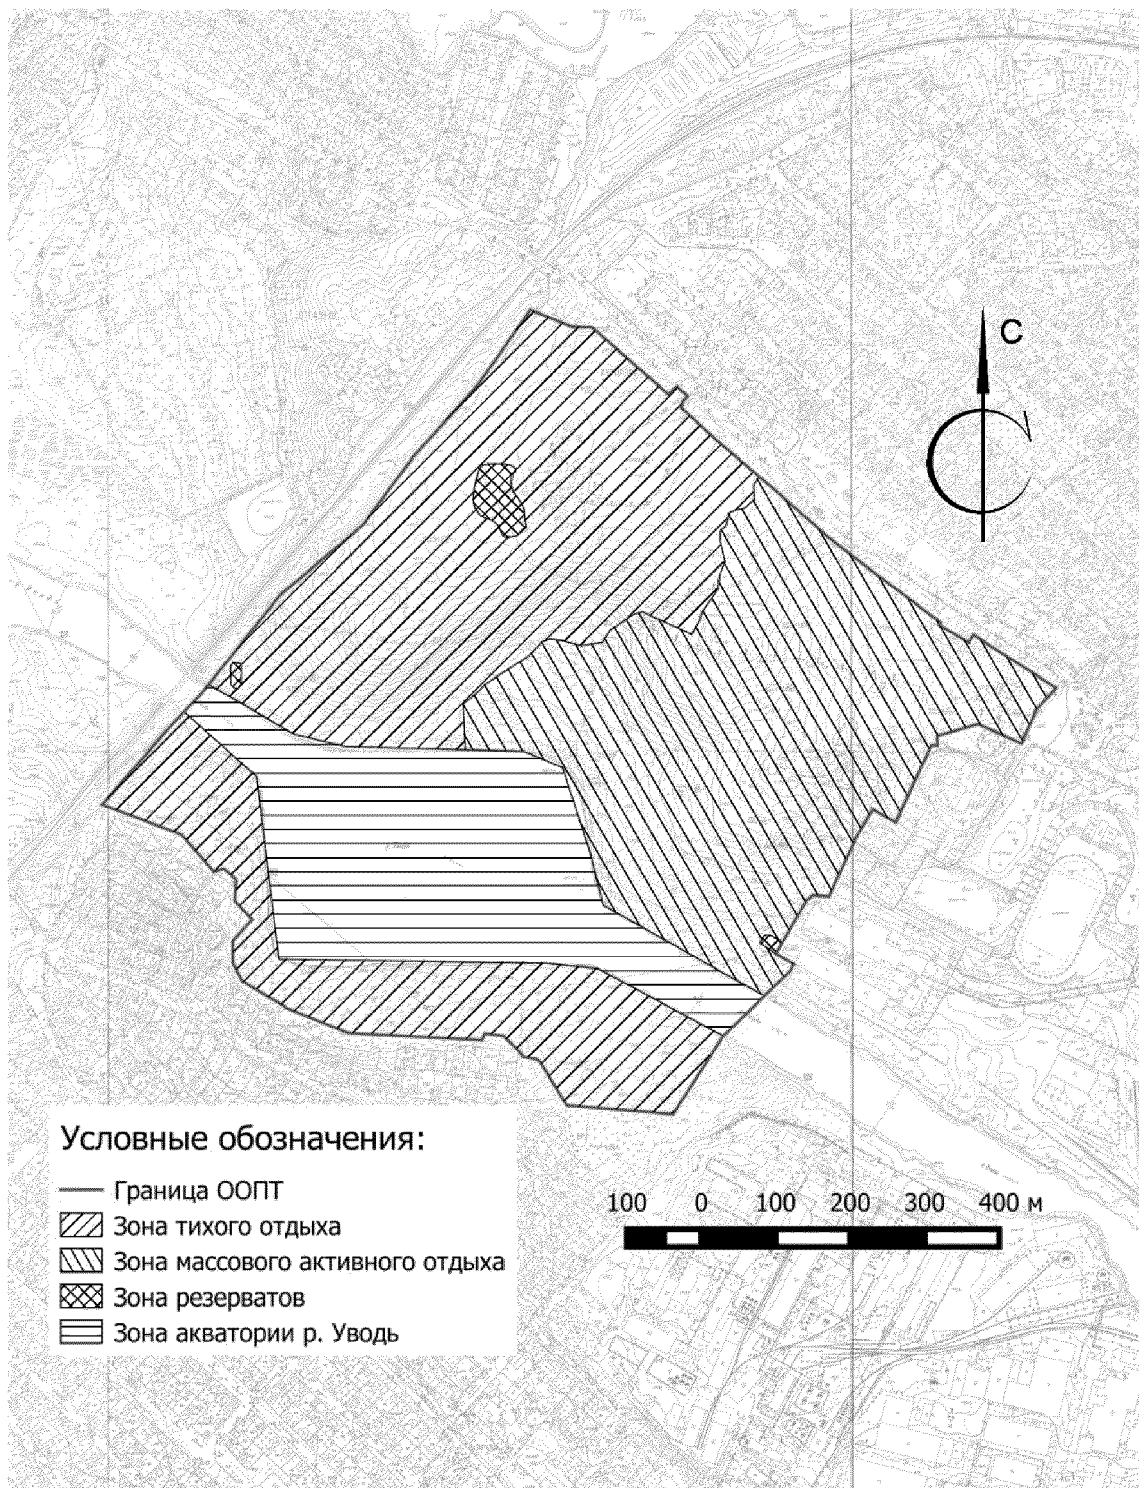 С
Условные обозначения:
Граница ООПТ
Зона тихого отдыха
Зона массового активного отдыха
Зона резерватов
Зона акватории р. Уводь
100 0 100 200 300 400 м